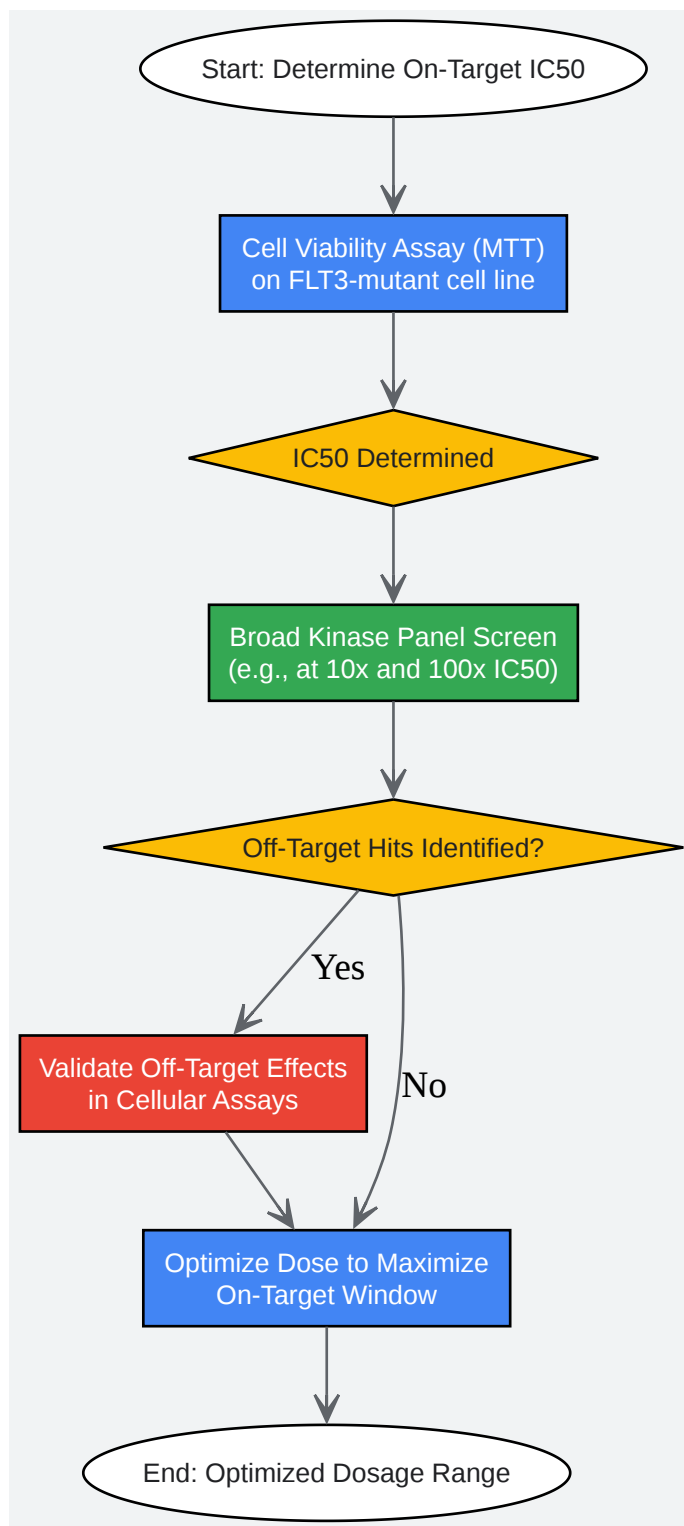 Start: Determine On-Target IC50
Cell Viability Assay (MTT)
on FLT3-mutant cell line
IC50 Determined
Broad Kinase Panel Screen
(e.g., at 10x and 100x IC50)
Off-Target Hits Identified?
Yes
Validate Off-Target Effects
in Cellular Assays
No
Optimize Dose to Maximize
On-Target Window
End: Optimized Dosage Range